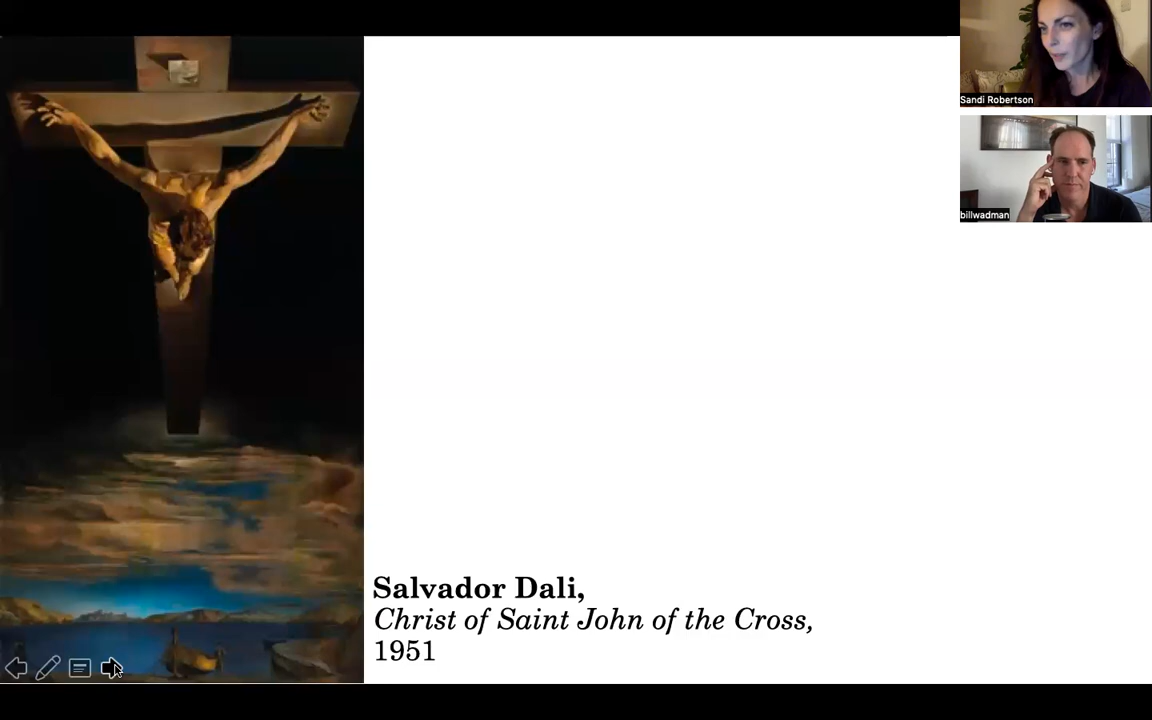 Sandi Robertson
billwadman
Salvador Dali,
Christ of Saint John of the Cross,
1951